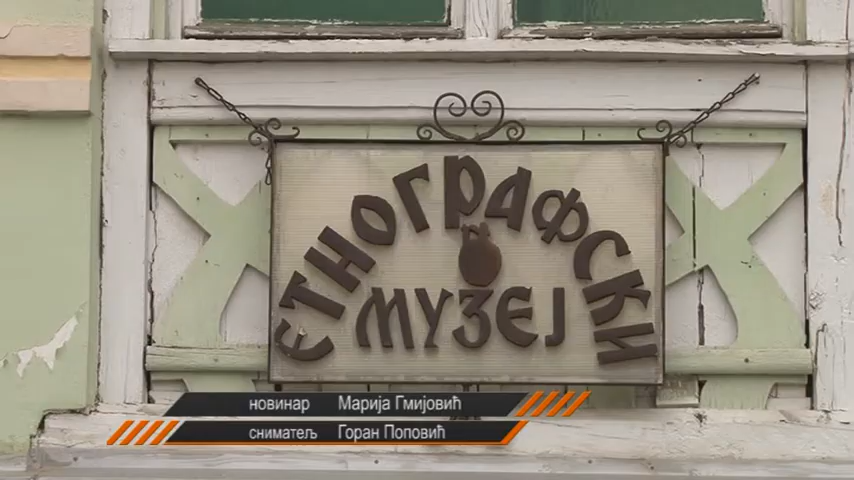 ЕТНОГРАФСКИ
МУЗЕЈ
новинар Марија Гмијовић
сниматељ Горан Поповић